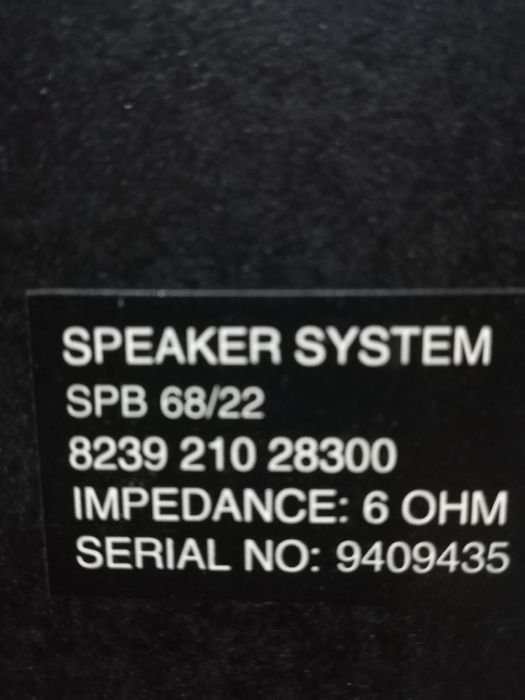 SPEAKER SYSTEM
SPB 68/22
8239 210 28300
IMPEDANCE: 6 OHM
SERIAL NO: 9409435